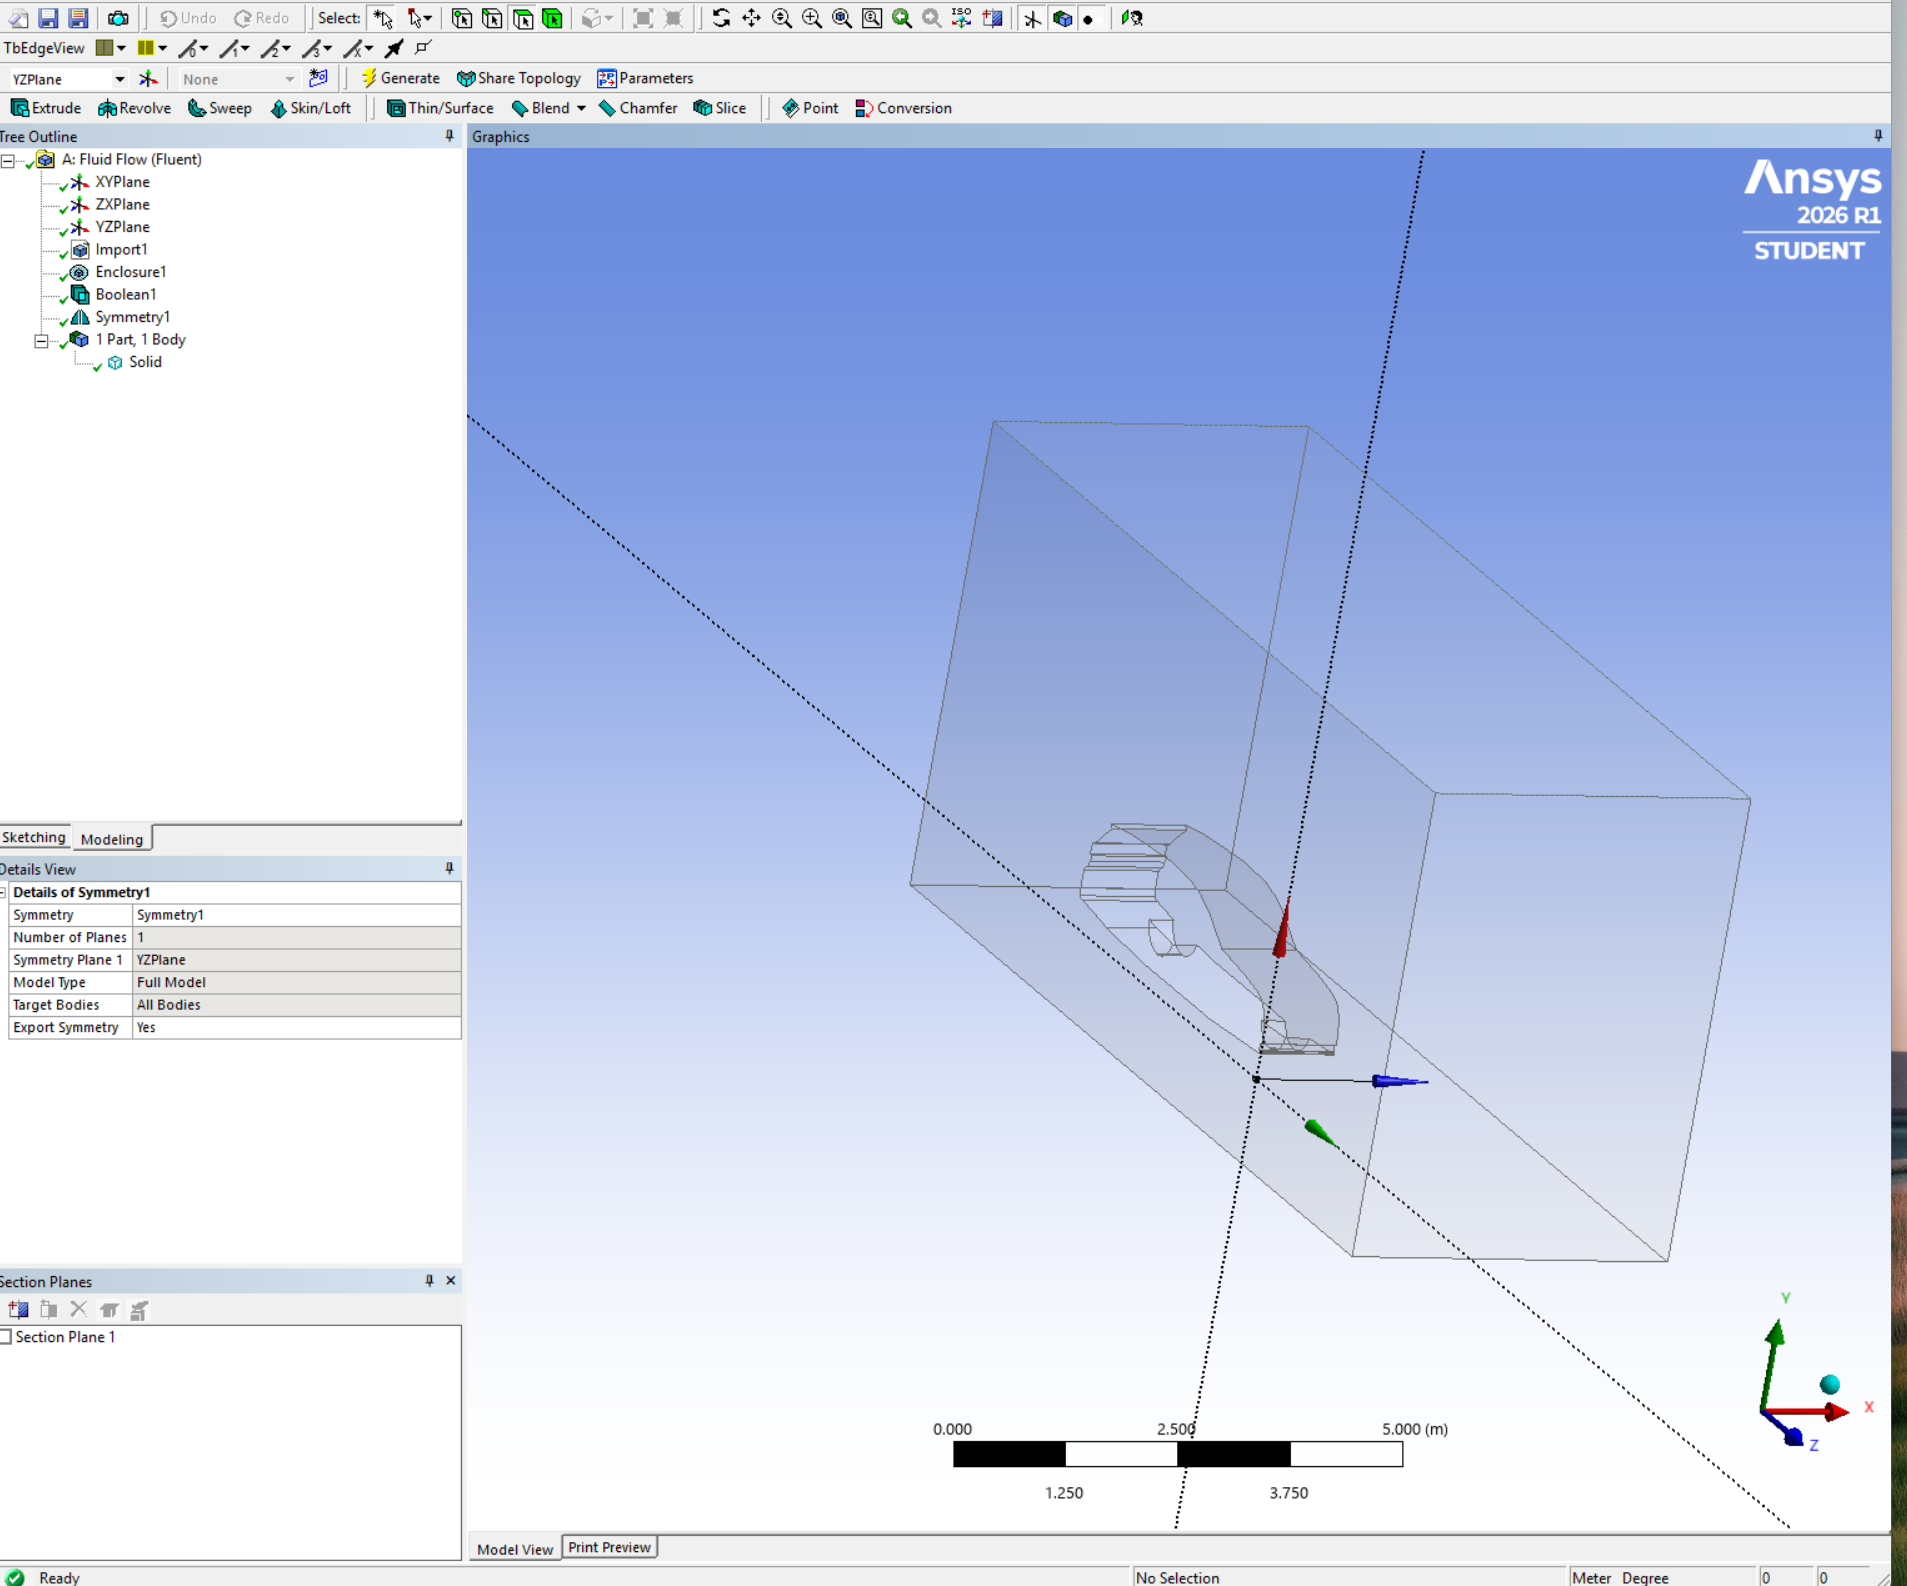 Undo Redo Select: ISO
TbEdgeView
YZPlane None Generate Share Topology Parameters
Extrude Revolve Sweep Skin/Loft Thin/Surface Blend Chamfer Slice Point Conversion
Tree Outline
Graphics
A: Fluid Flow (Fluent)
XYPlane
ZXPlane
YZPlane
Import1
Enclosure1
Boolean1
Symmetry1
1 Part, 1 Body
Solid
Ansys
2026 R1
STUDENT
Sketching Modeling
Details View
Details of Symmetry1
Symmetry Symmetry1
Number of Planes 1
Symmetry Plane 1 YZPlane
Model Type Full Model
Target Bodies All Bodies
Export Symmetry Yes
Section Planes
Section Plane 1
Y
X
Z
0.000 2.500 5.000 (m)
1.250 3.750
Model View Print Preview
Ready No Selection Meter Degree 0 0